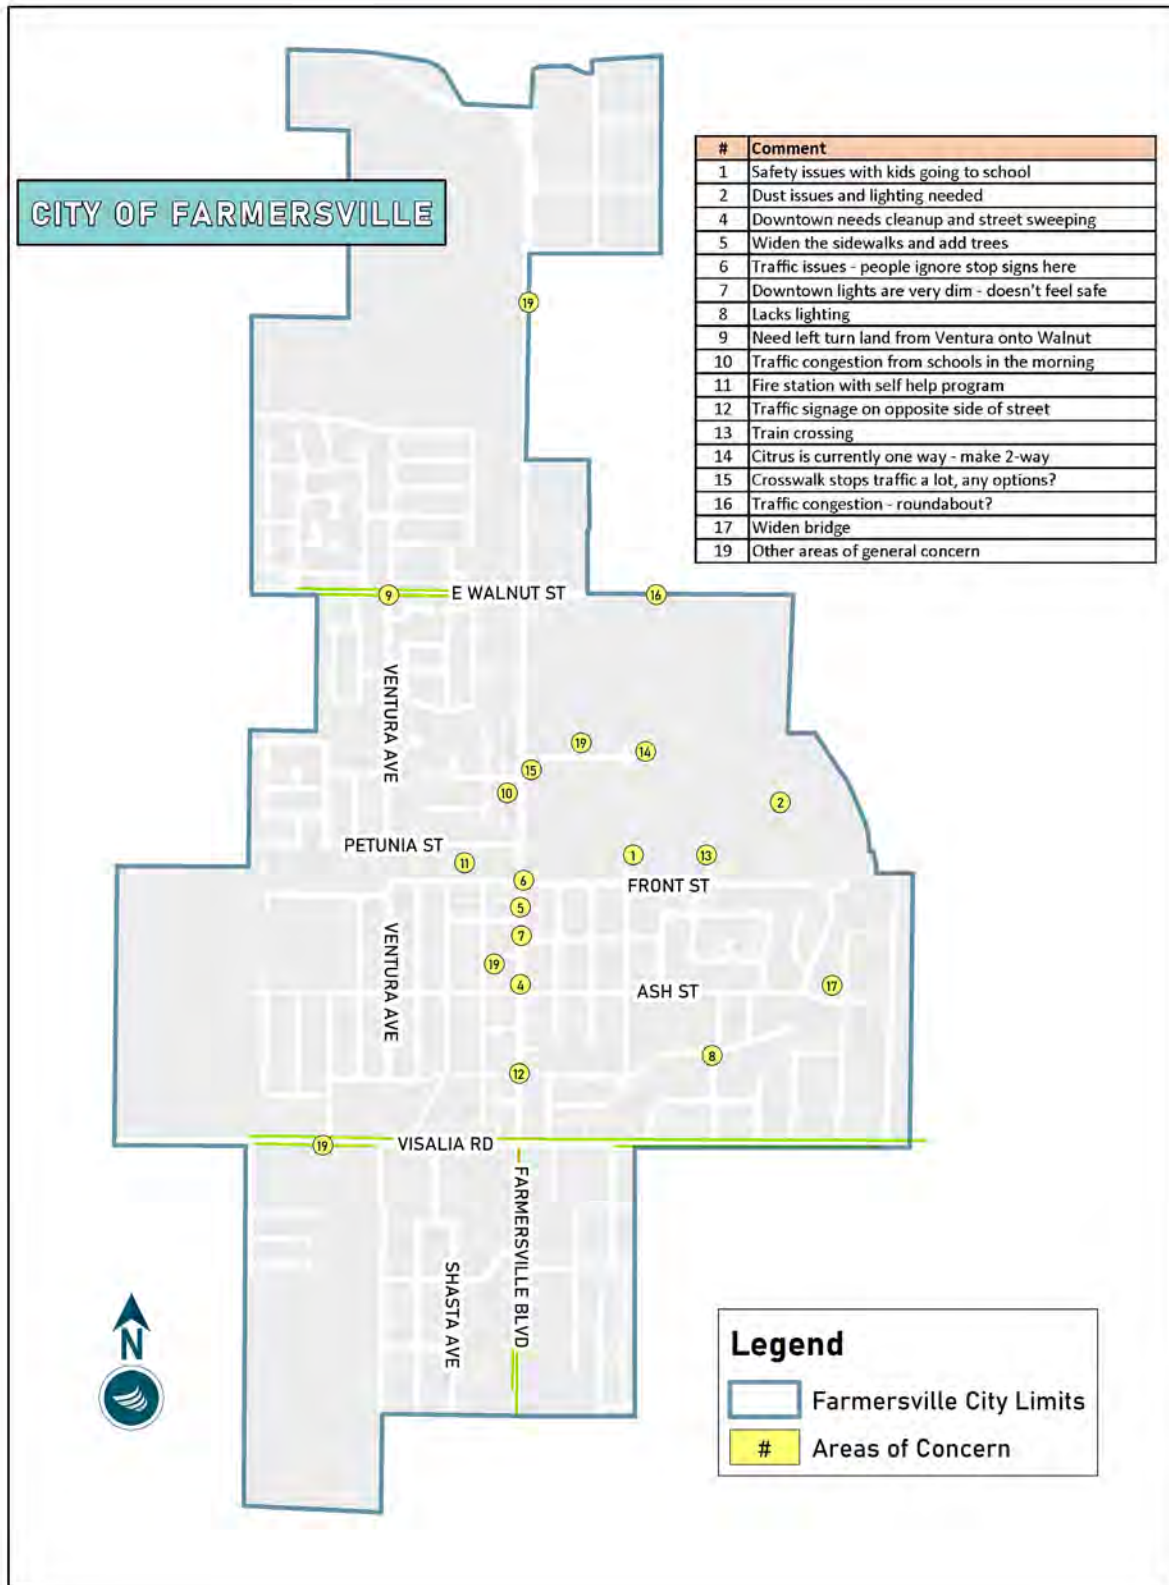 CITY OF FARMERSVILLE
# Comment
1 Safety issues with kids going to school
2 Dust issues and lighting needed
4 Downtown needs cleanup and street sweeping
5 Widen the sidewalks and add trees
6 Traffic issues - people ignore stop signs here
7 Downtown lights are very dim - doesn't feel safe
8 Lacks lighting
9 Need left turn land from Ventura onto Walnut
10 Traffic congestion from schools in the morning
11 Fire station with self help program
12 Traffic signage on opposite side of street
13 Train crossing
14 Citrus is currently one way - make 2-way
15 Crosswalk stops traffic a lot, any options?
16 Traffic congestion - roundabout?
17 Widen bridge
19 Other areas of general concern
19
9
E WALNUT ST
16
VENTURA AVE
19
14
15
10
2
PETUNIA ST
11
1
13
6
FRONT ST
5
7
VENTURA AVE
19
4
ASH ST
17
8
12
19
VISALIA RD
FARMERSVILLE BLVD
SHASTA AVE
N
Legend
Farmersville City Limits
# Areas of Concern